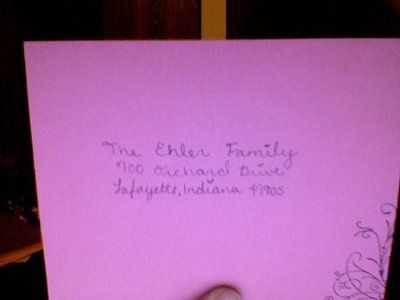 The Ehler Family
700 Orchard Drive
Lafayette, Indiana 47905